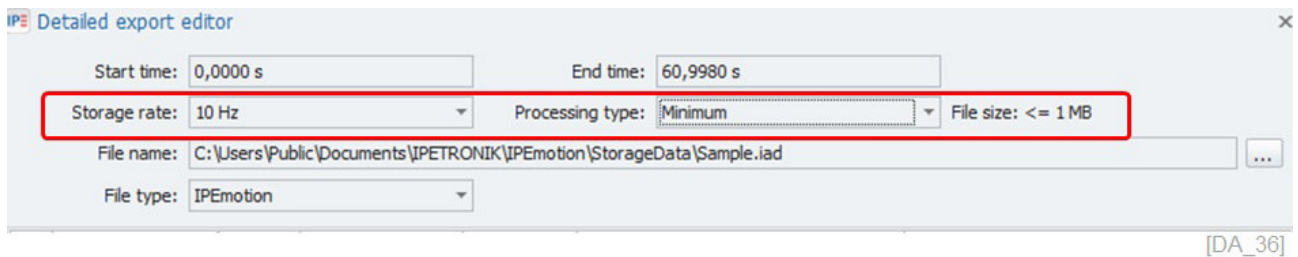 IPE Detailed export editor
Start time: 0,0000 s End time: 60,9980 s
Storage rate: 10 Hz Processing type: Minimum File size: <= 1 MB
File name: C:\Users\Public\Documents\IPETRONIK\IPEmotion\StorageData\Sample.iad ...
File type: IPEmotion
[DA_36]